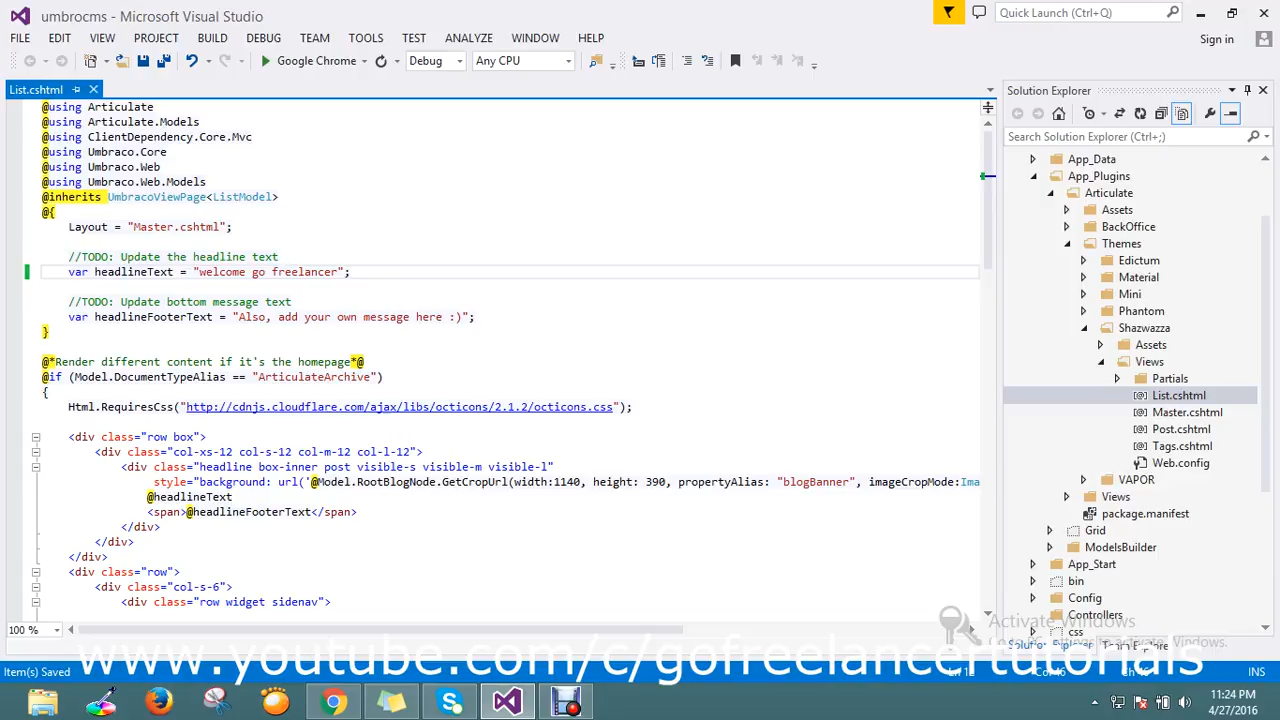 umbrocms - Microsoft Visual Studio
Quick Launch (Ctrl+Q)
FILE EDIT VIEW PROJECT BUILD DEBUG TEAM TOOLS TEST ANALYZE WINDOW HELP
Sign in
Google Chrome Debug Any CPU
List.cshtml
@using Articulate
@using Articulate.Models
@using ClientDependency.Core.Mvc
@using Umbraco.Core
@using Umbraco.Web
@using Umbraco.Web.Models
@inherits UmbracoViewPage<ListModel>
@{
Layout = "Master.cshtml";
//TODO: Update the headline text
var headlineText = "welcome go freelancer";
//TODO: Update bottom message text
var headlineFooterText = "Also, add your own message here :)";
}
@*Render different content if it's the homepage*@
@if (Model.DocumentTypeAlias == "ArticulateArchive")
{
Html.RequiresCss("http://cdnjs.cloudflare.com/ajax/libs/octicons/2.1.2/octicons.css");
<div class="row box">
<div class="col-xs-12 col-s-12 col-m-12 col-l-12">
<div class="headline box-inner post visible-s visible-m visible-l"
style="background: url('@Model.RootBlogNode.GetCropUrl(width:1140, height: 390, propertyAlias: "blogBanner", imageCropMode:Ima
@headlineText
<span>@headlineFooterText</span>
</div>
</div>
</div>
<div class="row">
<div class="col-s-6">
<div class="row widget sidenav">
100 %
Solution Explorer
Search Solution Explorer (Ctrl+;)
App_Data
App_Plugins
Articulate
Assets
BackOffice
Themes
Edictum
Material
Mini
Phantom
Shazwazza
Assets
Views
Partials
List.cshtml
Master.cshtml
Post.cshtml
Tags.cshtml
Web.config
VAPOR
Views
package.manifest
Grid
ModelsBuilder
App_Start
bin
Config
Controllers
css
Activate Windows
www.youtube.com/c/gofreelancertutorials
Item(s) Saved
INS
11:24 PM
4/27/2016